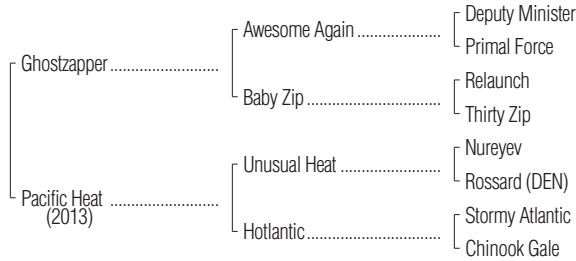 Deputy Minister
Awesome Again ....................
Primal Force
Ghostzapper ..........................
Relaunch
Baby Zip ..............................
Thirty Zip
Nureyev
Unusual Heat .......................
Rossard (DEN)
Pacific Heat ..........................
(2013)
Stormy Atlantic
Hotlantic ..............................
Chinook Gale